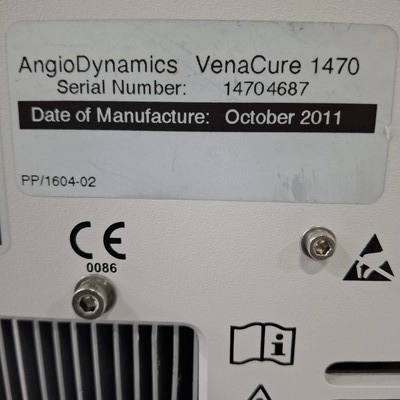 AngioDynamics VenaCure 1470
Serial Number: 14704687
Date of Manufacture: October 2011
PP/1604-02
CE
0086
i